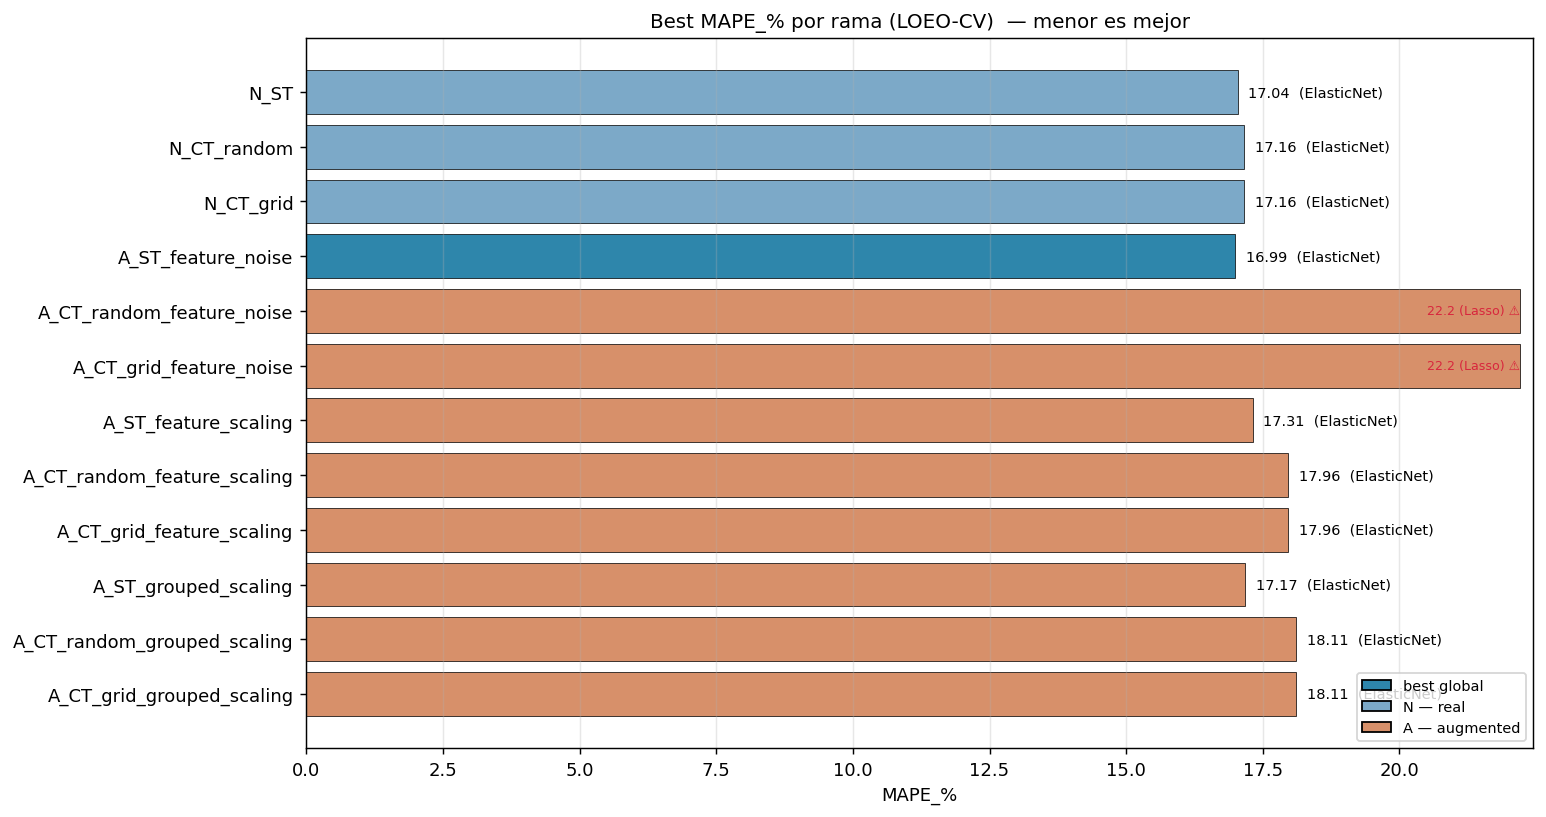 Best MAPE_% por rama (LOEO-CV) — menor es mejor
N_ST
17.04 (ElasticNet)
N_CT_random
17.16 (ElasticNet)
N_CT_grid
17.16 (ElasticNet)
A_ST_feature_noise
16.99 (ElasticNet)
A_CT_random_feature_noise
22.2 (Lasso) ⚠
A_CT_grid_feature_noise
22.2 (Lasso) ⚠
A_ST_feature_scaling
17.31 (ElasticNet)
A_CT_random_feature_scaling
17.96 (ElasticNet)
A_CT_grid_feature_scaling
17.96 (ElasticNet)
A_ST_grouped_scaling
17.17 (ElasticNet)
A_CT_random_grouped_scaling
18.11 (ElasticNet)
A_CT_grid_grouped_scaling
18.11 (ElasticNet)
best global
N — real
A — augmented
0.0 2.5 5.0 7.5 10.0 12.5 15.0 17.5 20.0
MAPE_%